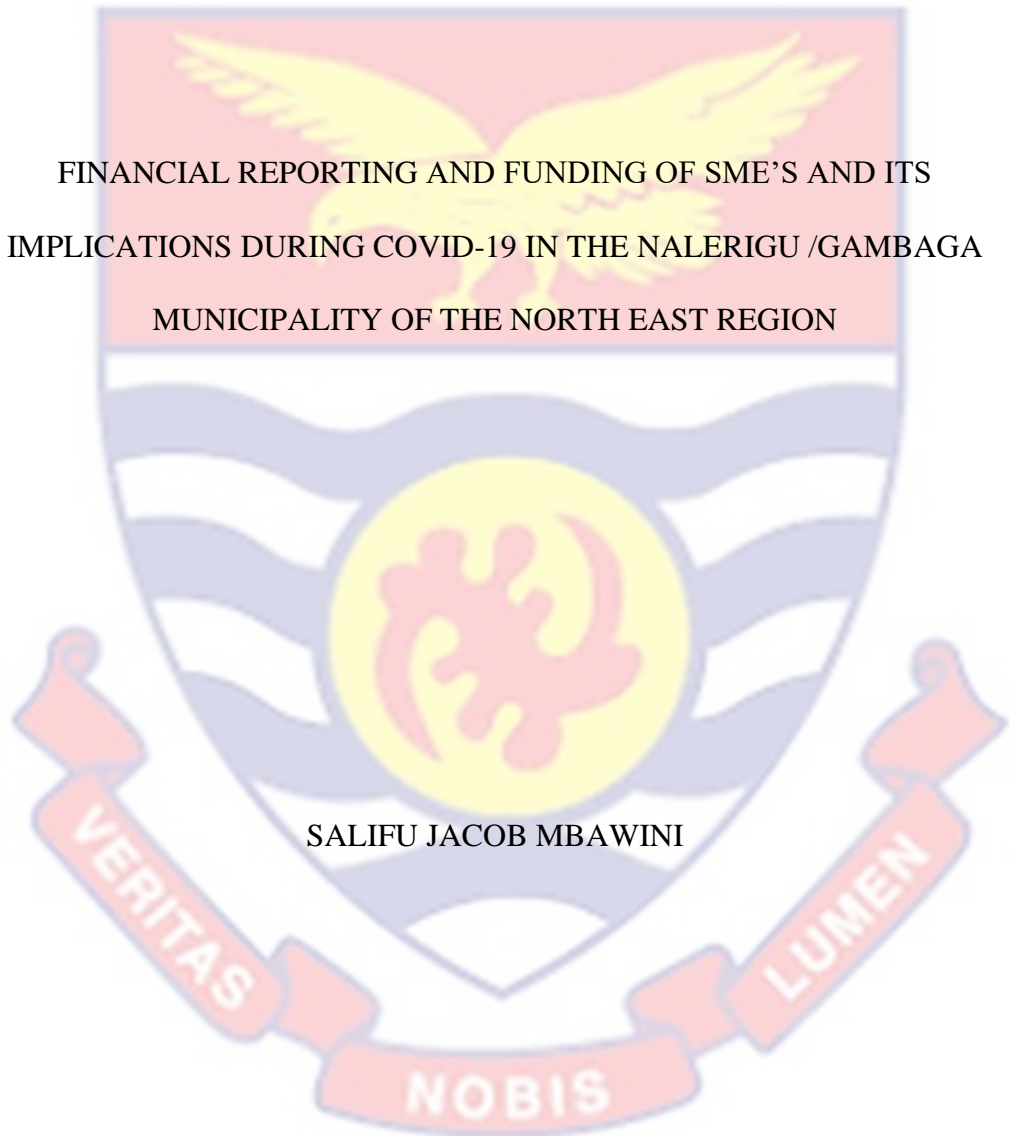 FINANCIAL REPORTING AND FUNDING OF SME’S AND ITS
IMPLICATIONS DURING COVID-19 IN THE NALERIGU /GAMBAGA
MUNICIPALITY OF THE NORTH EAST REGION
SALIFU JACOB MBAWINI
VERITAS
NOBIS
LUMEN